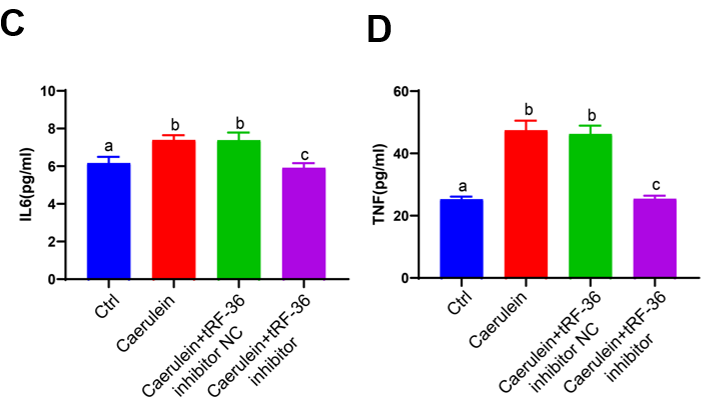 C
IL6(pg/ml)
10
8
6
4
2
0
a
b
b
c
Ctrl
Caerulein
Caerulein+tRF-36
inhibitor NC
Caerulein+tRF-36
inhibitor
D
TNF(pg/ml)
60
40
20
0
a
b
b
c
Ctrl
Caerulein
Caerulein+tRF-36
inhibitor NC
Caerulein+tRF-36
inhibitor